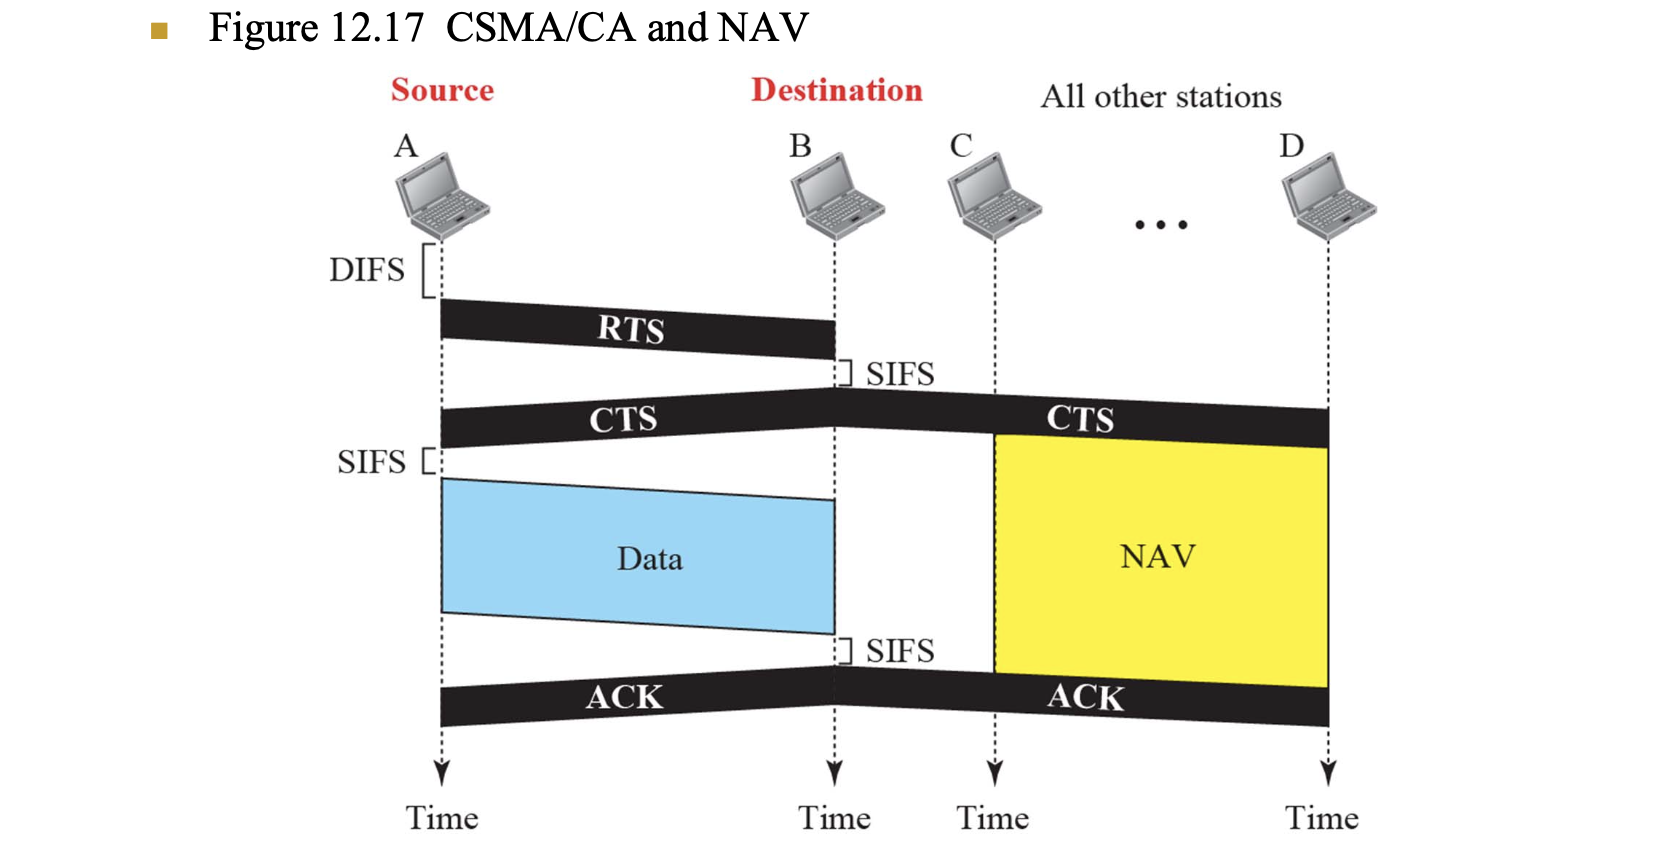 Figure 12.17 CSMA/CA and NAV
Source
Destination
All other stations
A
B
C
D
DIFS
RTS
SIFS
CTS
CTS
SIFS
Data
NAV
SIFS
ACK
ACK
Time
Time
Time
Time